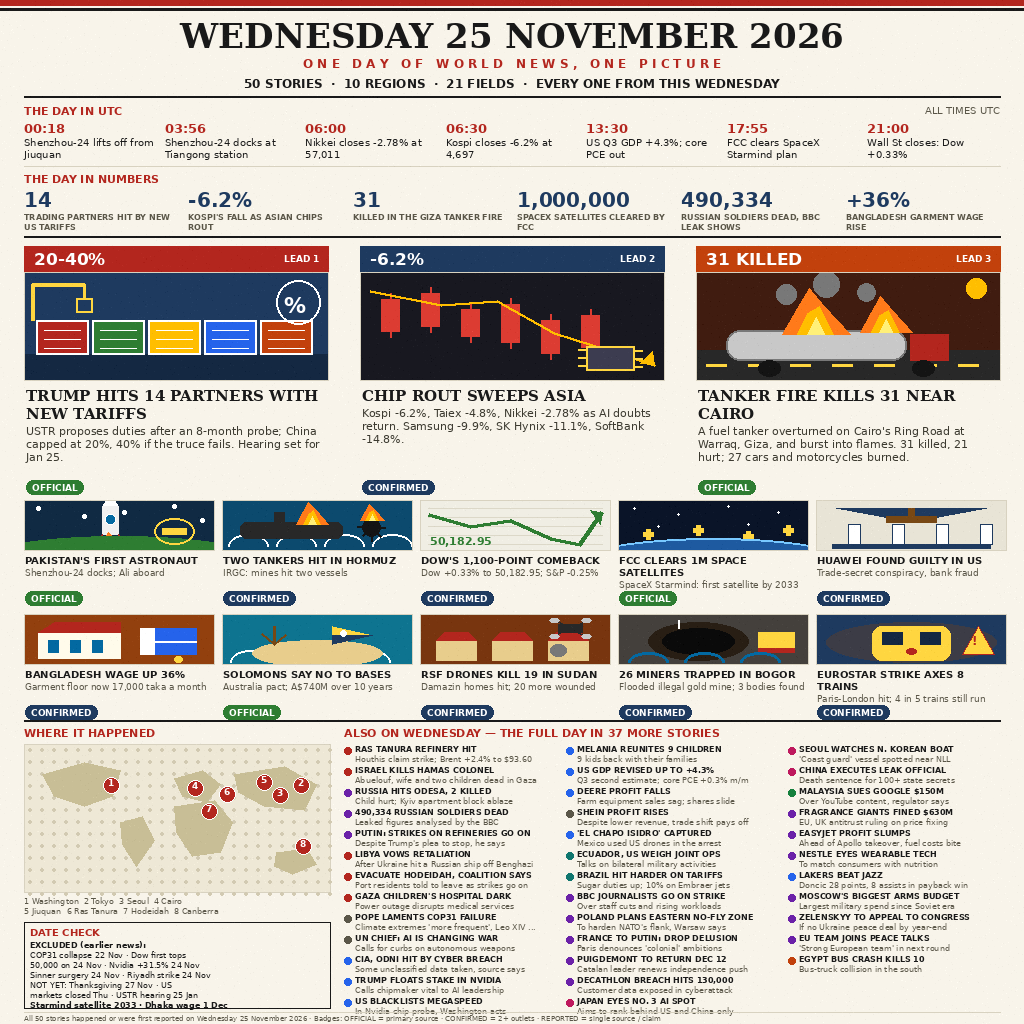 WEDNESDAY 25 NOVEMBER 2026
ONE DAY OF WORLD NEWS, ONE PICTURE
50 STORIES · 10 REGIONS · 21 FIELDS · EVERY ONE FROM THIS WEDNESDAY
THE DAY IN UTC
ALL TIMES UTC
00:18
Shenzhou-24 lifts off from
Jiuquan
03:56
Shenzhou-24 docks at
Tiangong station
06:00
Nikkei closes -2.78% at
57,011
06:30
Kospi closes -6.2% at
4,697
13:30
US Q3 GDP +4.3%; core
PCE out
17:55
FCC clears SpaceX
Starmind plan
21:00
Wall St closes: Dow
+0.33%
THE DAY IN NUMBERS
14
TRADING PARTNERS HIT BY NEW
US TARIFFS
-6.2%
KOSPI'S FALL AS ASIAN CHIPS
ROUT
31
KILLED IN THE GIZA TANKER FIRE
1,000,000
SPACEX SATELLITES CLEARED BY
FCC
490,334
RUSSIAN SOLDIERS DEAD, BBC
LEAK SHOWS
+36%
BANGLADESH GARMENT WAGE
RISE
20-40%
LEAD 1
%
TRUMP HITS 14 PARTNERS WITH
NEW TARIFFS
USTR proposes duties after an 8-month probe; China
capped at 20%, 40% if the truce fails. Hearing set for
Jan 25.
OFFICIAL
-6.2%
LEAD 2
CHIP ROUT SWEEPS ASIA
Kospi -6.2%, Taiex -4.8%, Nikkei -2.78% as AI doubts
return. Samsung -9.9%, SK Hynix -11.1%, SoftBank
-14.8%.
CONFIRMED
31 KILLED
LEAD 3
TANKER FIRE KILLS 31 NEAR
CAIRO
A fuel tanker overturned on Cairo's Ring Road at
Warraq, Giza, and burst into flames. 31 killed, 21
hurt; 27 cars and motorcycles burned.
OFFICIAL
PAKISTAN'S FIRST ASTRONAUT
Shenzhou-24 docks; Ali aboard
OFFICIAL
TWO TANKERS HIT IN HORMUZ
IRGC: mines hit two vessels
CONFIRMED
50,182.95
DOW'S 1,100-POINT COMEBACK
Dow +0.33% to 50,182.95; S&P -0.25%
CONFIRMED
FCC CLEARS 1M SPACE
SATELLITES
SpaceX Starmind: first satellite by 2033
OFFICIAL
HUAWEI FOUND GUILTY IN US
Trade-secret conspiracy, bank fraud
CONFIRMED
BANGLADESH WAGE UP 36%
Garment floor now 17,000 taka a month
CONFIRMED
SOLOMONS SAY NO TO BASES
Australia pact; A$740M over 10 years
OFFICIAL
RSF DRONES KILL 19 IN SUDAN
Damazin homes hit; 20 more wounded
CONFIRMED
26 MINERS TRAPPED IN BOGOR
Flooded illegal gold mine; 3 bodies found
CONFIRMED
!
EUROSTAR STRIKE AXES 8
TRAINS
Paris-London hit; 4 in 5 trains still run
CONFIRMED
WHERE IT HAPPENED
1
2
3
4
5
6
7
8
1 Washington 2 Tokyo 3 Seoul 4 Cairo
5 Jiuquan 6 Ras Tanura 7 Hodeidah 8 Canberra
DATE CHECK
EXCLUDED (earlier news):
COP31 collapse 22 Nov · Dow first tops
50,000 on 24 Nov · Nvidia +31.5% 24 Nov
Sinner surgery 24 Nov · Riyadh strike 24 Nov
NOT YET: Thanksgiving 27 Nov · US
markets closed Thu · USTR hearing 25 Jan
Starmind satellite 2033 · Dhaka wage 1 Dec
ALSO ON WEDNESDAY — THE FULL DAY IN 37 MORE STORIES
RAS TANURA REFINERY HIT
Houthis claim strike; Brent +2.4% to $93.60
ISRAEL KILLS HAMAS COLONEL
Abuelouf, wife and two children dead in Gaza
RUSSIA HITS ODESA, 2 KILLED
Child hurt; Kyiv apartment block ablaze
490,334 RUSSIAN SOLDIERS DEAD
Leaked figures analysed by the BBC
PUTIN: STRIKES ON REFINERIES GO ON
Despite Trump's plea to stop, he says
LIBYA VOWS RETALIATION
After Ukraine hit a Russian ship off Benghazi
EVACUATE HODEIDAH, COALITION SAYS
Port residents told to leave as strikes go on
GAZA CHILDREN'S HOSPITAL DARK
Power outage disrupts medical services
POPE LAMENTS COP31 FAILURE
Climate extremes 'more frequent', Leo XIV ...
UN CHIEF: AI IS CHANGING WAR
Calls for curbs on autonomous weapons
CIA, ODNI HIT BY CYBER BREACH
Some unclassified data taken, source says
TRUMP FLOATS STAKE IN NVIDIA
Calls chipmaker vital to AI leadership
US BLACKLISTS MEGASPEED
In Nvidia chip probe, Washington acts
MELANIA REUNITES 9 CHILDREN
9 kids back with their families
US GDP REVISED UP TO +4.3%
Q3 second estimate; core PCE +0.3% m/m
DEERE PROFIT FALLS
Farm equipment sales sag; shares slide
SHEIN PROFIT RISES
Despite lower revenue, trade shift pays off
'EL CHAPO ISIDRO' CAPTURED
Mexico used US drones in the arrest
ECUADOR, US WEIGH JOINT OPS
Talks on bilateral military activities
BRAZIL HIT HARDER ON TARIFFS
Sugar duties up; 10% on Embraer jets
BBC JOURNALISTS GO ON STRIKE
Over staff cuts and rising workloads
POLAND PLANS EASTERN NO-FLY ZONE
To harden NATO's flank, Warsaw says
FRANCE TO PUTIN: DROP DELUSION
Paris denounces 'colonial' ambitions
PUIGDEMONT TO RETURN DEC 12
Catalan leader renews independence push
DECATHLON BREACH HITS 130,000
Customer data exposed in cyberattack
JAPAN EYES NO. 3 AI SPOT
Aims to rank behind US and China only
SEOUL WATCHES N. KOREAN BOAT
'Coast guard' vessel spotted near NLL
CHINA EXECUTES LEAK OFFICIAL
Death sentence for 100+ state secrets
MALAYSIA SUES GOOGLE $150M
Over YouTube content, regulator says
FRAGRANCE GIANTS FINED $630M
EU, UK antitrust ruling on price fixing
EASYJET PROFIT SLUMPS
Ahead of Apollo takeover, fuel costs bite
NESTLE EYES WEARABLE TECH
To match consumers with nutrition
LAKERS BEAT JAZZ
Doncic 28 points, 8 assists in payback win
MOSCOW'S BIGGEST ARMS BUDGET
Largest military spend since Soviet era
ZELENSKYY TO APPEAL TO CONGRESS
If no Ukraine peace deal by year-end
EU TEAM JOINS PEACE TALKS
'Strong European team' in next round
EGYPT BUS CRASH KILLS 10
Bus-truck collision in the south
All 50 stories happened or were first reported on Wednesday 25 November 2026 · Badges: OFFICIAL = primary source · CONFIRMED = 2+ outlets · REPORTED = single source / claim